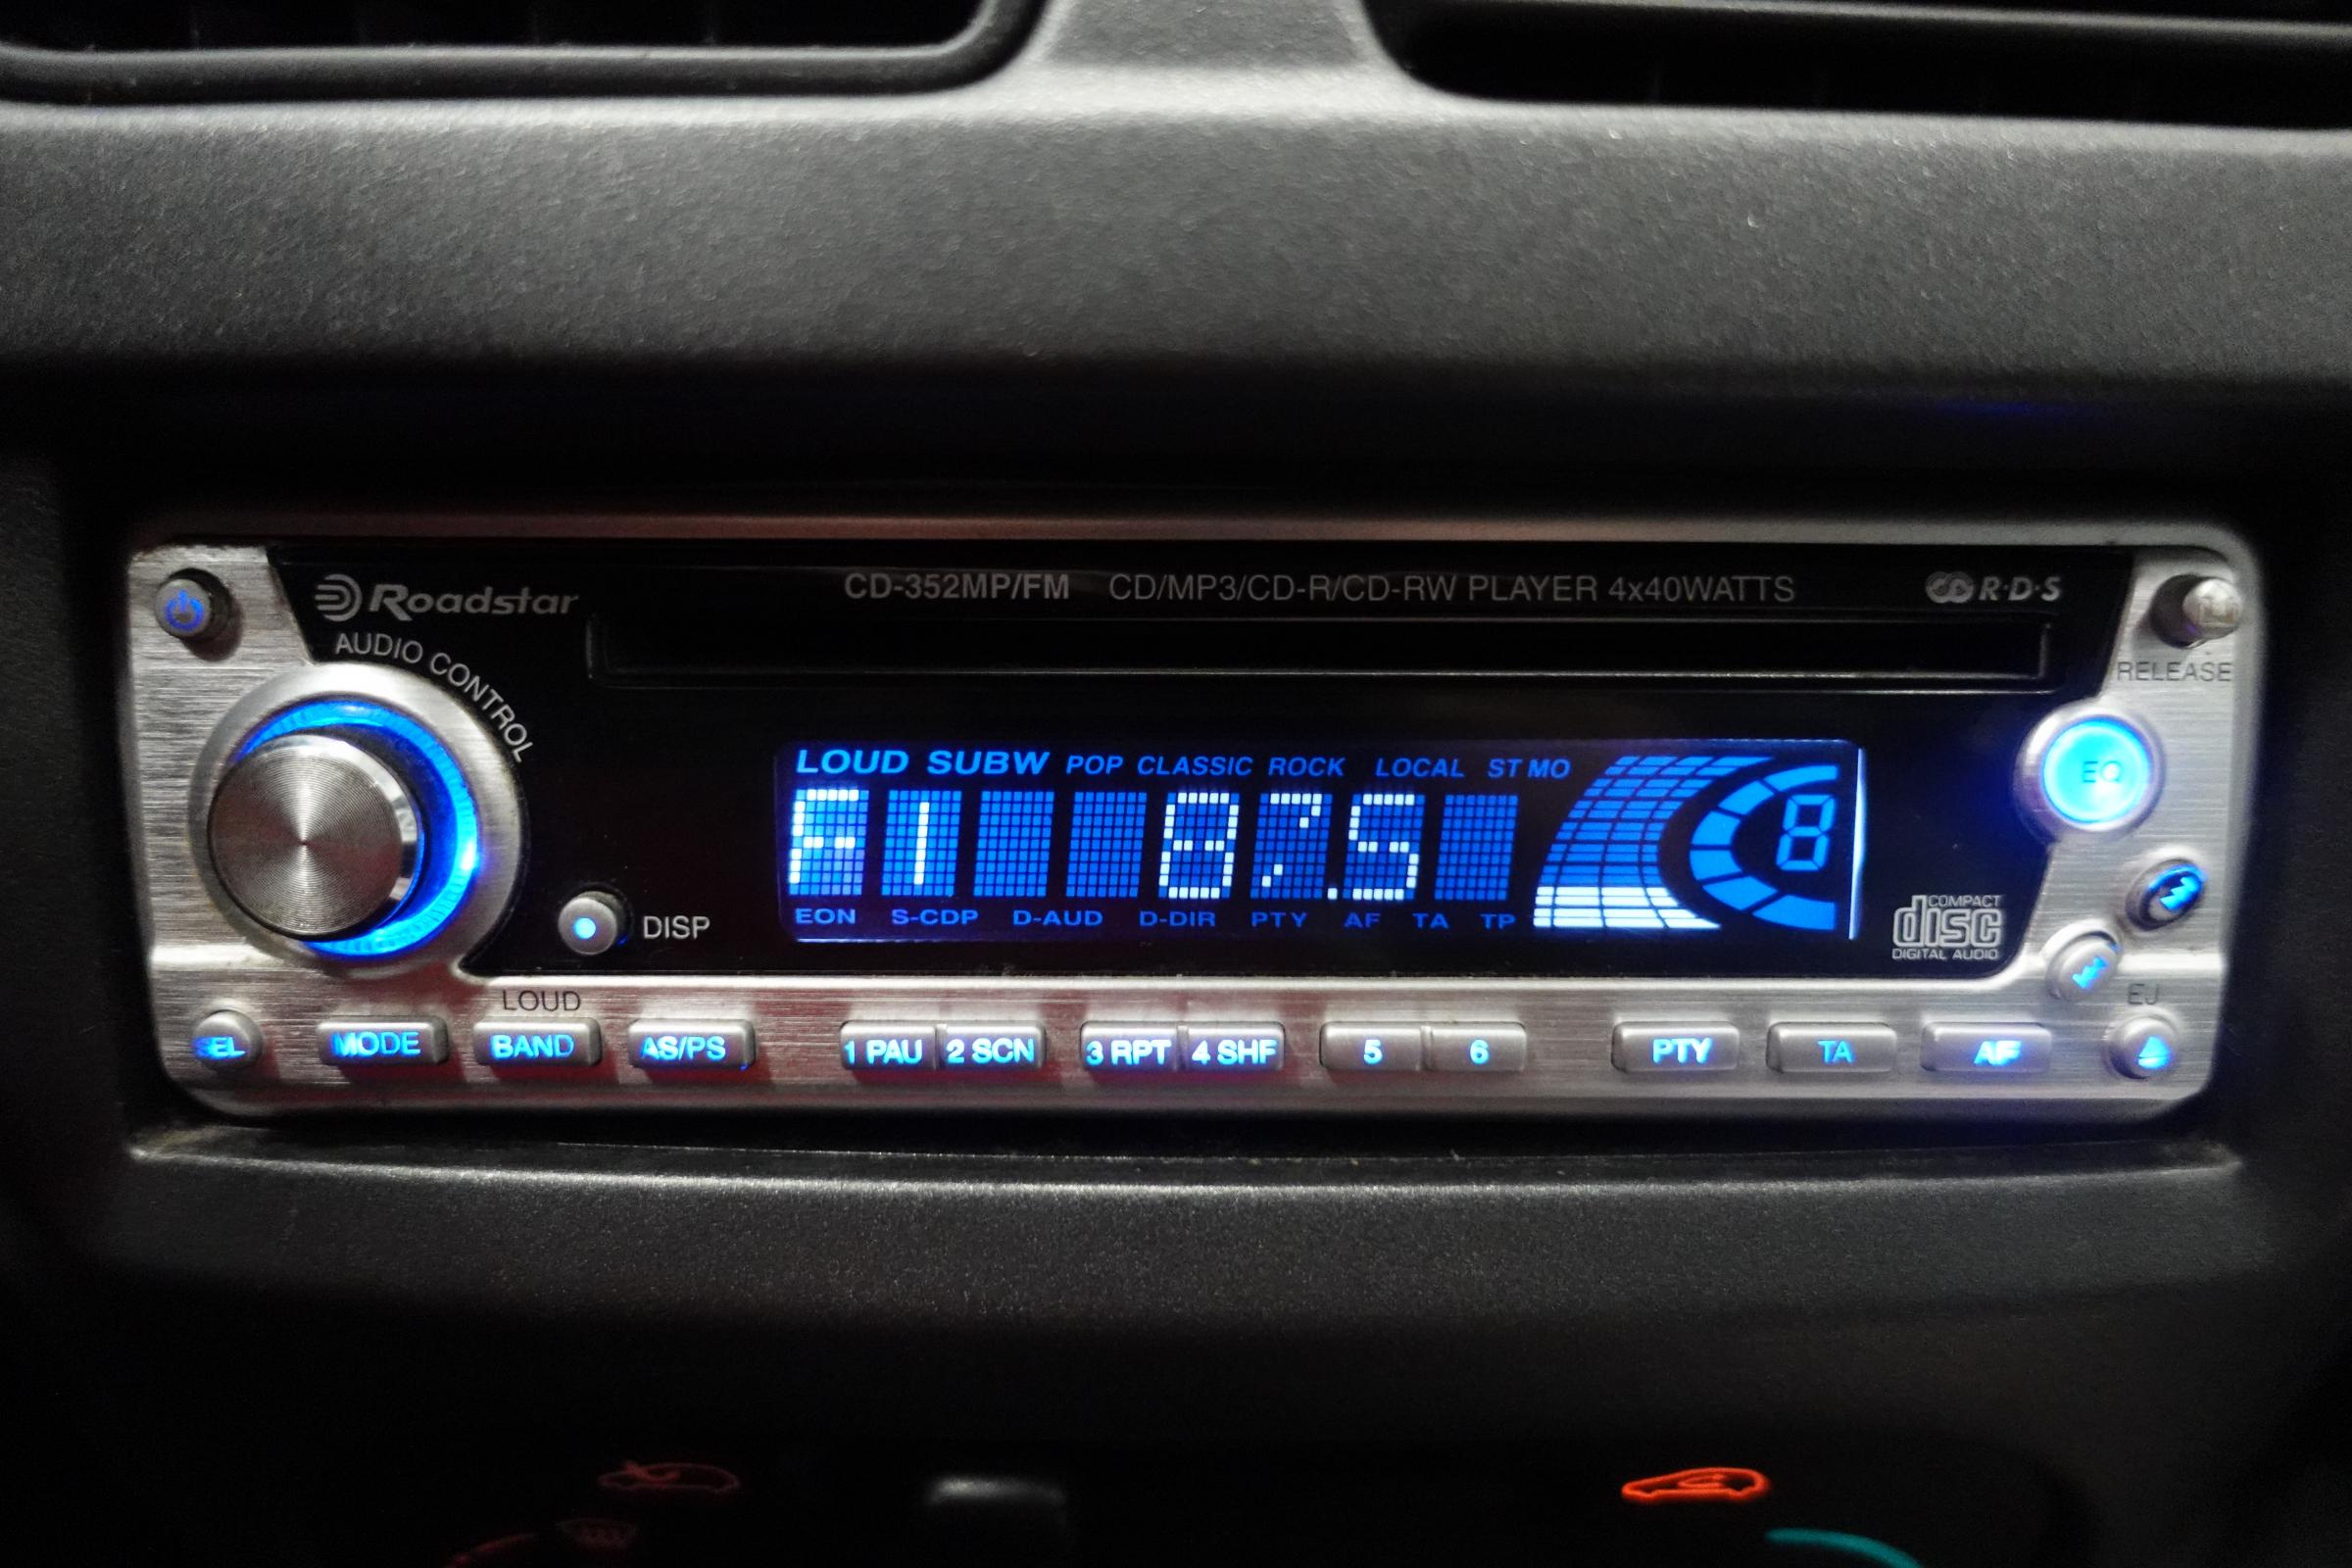 Roadstar
CD-352MP/FM CD/MP3/CD-R/CD-RW PLAYER 4x40WATTS
R·D·S
AUDIO CONTROL
RELEASE
LOUD SUBW POP CLASSIC ROCK LOCAL ST MO
F1 87.5
8
EQ
EON S-CDP D-AUD D-DIR PTY AF TA TP
DISP
COMPACT
disc
DIGITAL AUDIO
LOUD
EJ
SEL MODE BAND AS/PS 1 PAU 2 SCN 3 RPT 4 SHF 5 6 PTY TA AF